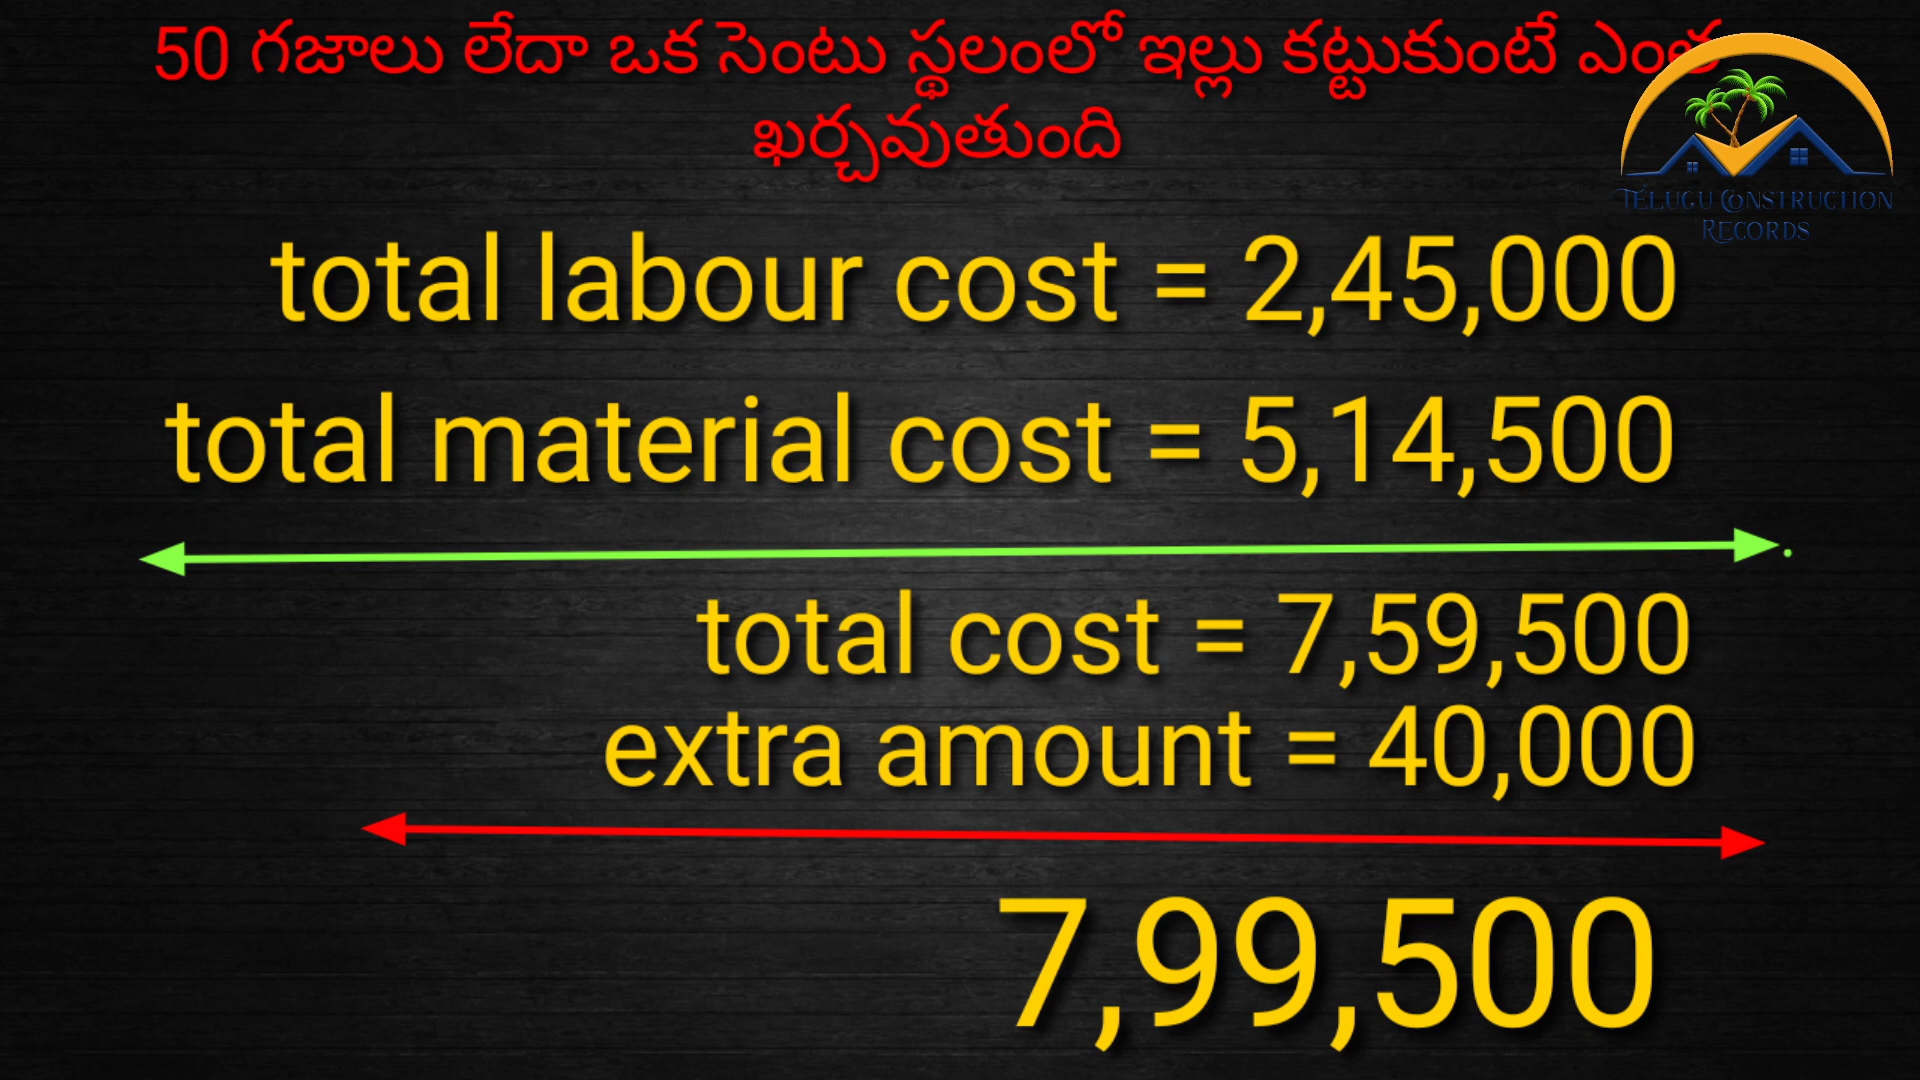 50 గజాలు లేదా ఒక సెంటు స్థలంలో ఇల్లు కట్టుకుంటే ఎంత
ఖర్చవుతుంది
TELUGU CONSTRUCTION
RECORDS
total labour cost = 2,45,000
total material cost = 5,14,500
total cost = 7,59,500
extra amount = 40,000
7,99,500